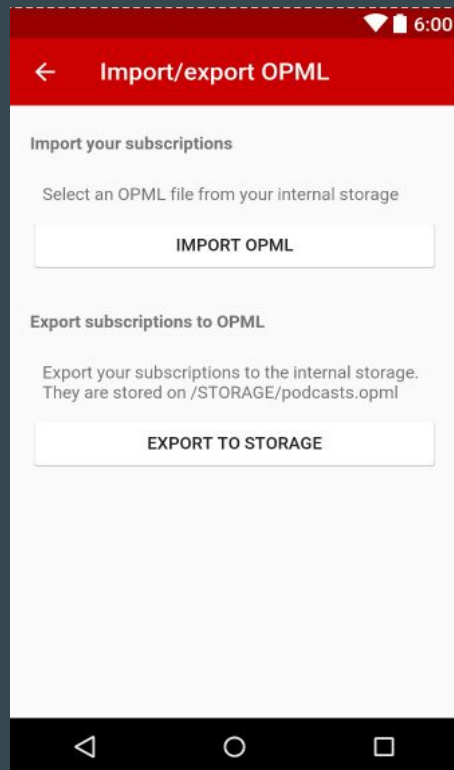 6:00
Import/export OPML
Import your subscriptions
Select an OPML file from your internal storage
IMPORT OPML
Export subscriptions to OPML
Export your subscriptions to the internal storage.
They are stored on /STORAGE/podcasts.opml
EXPORT TO STORAGE